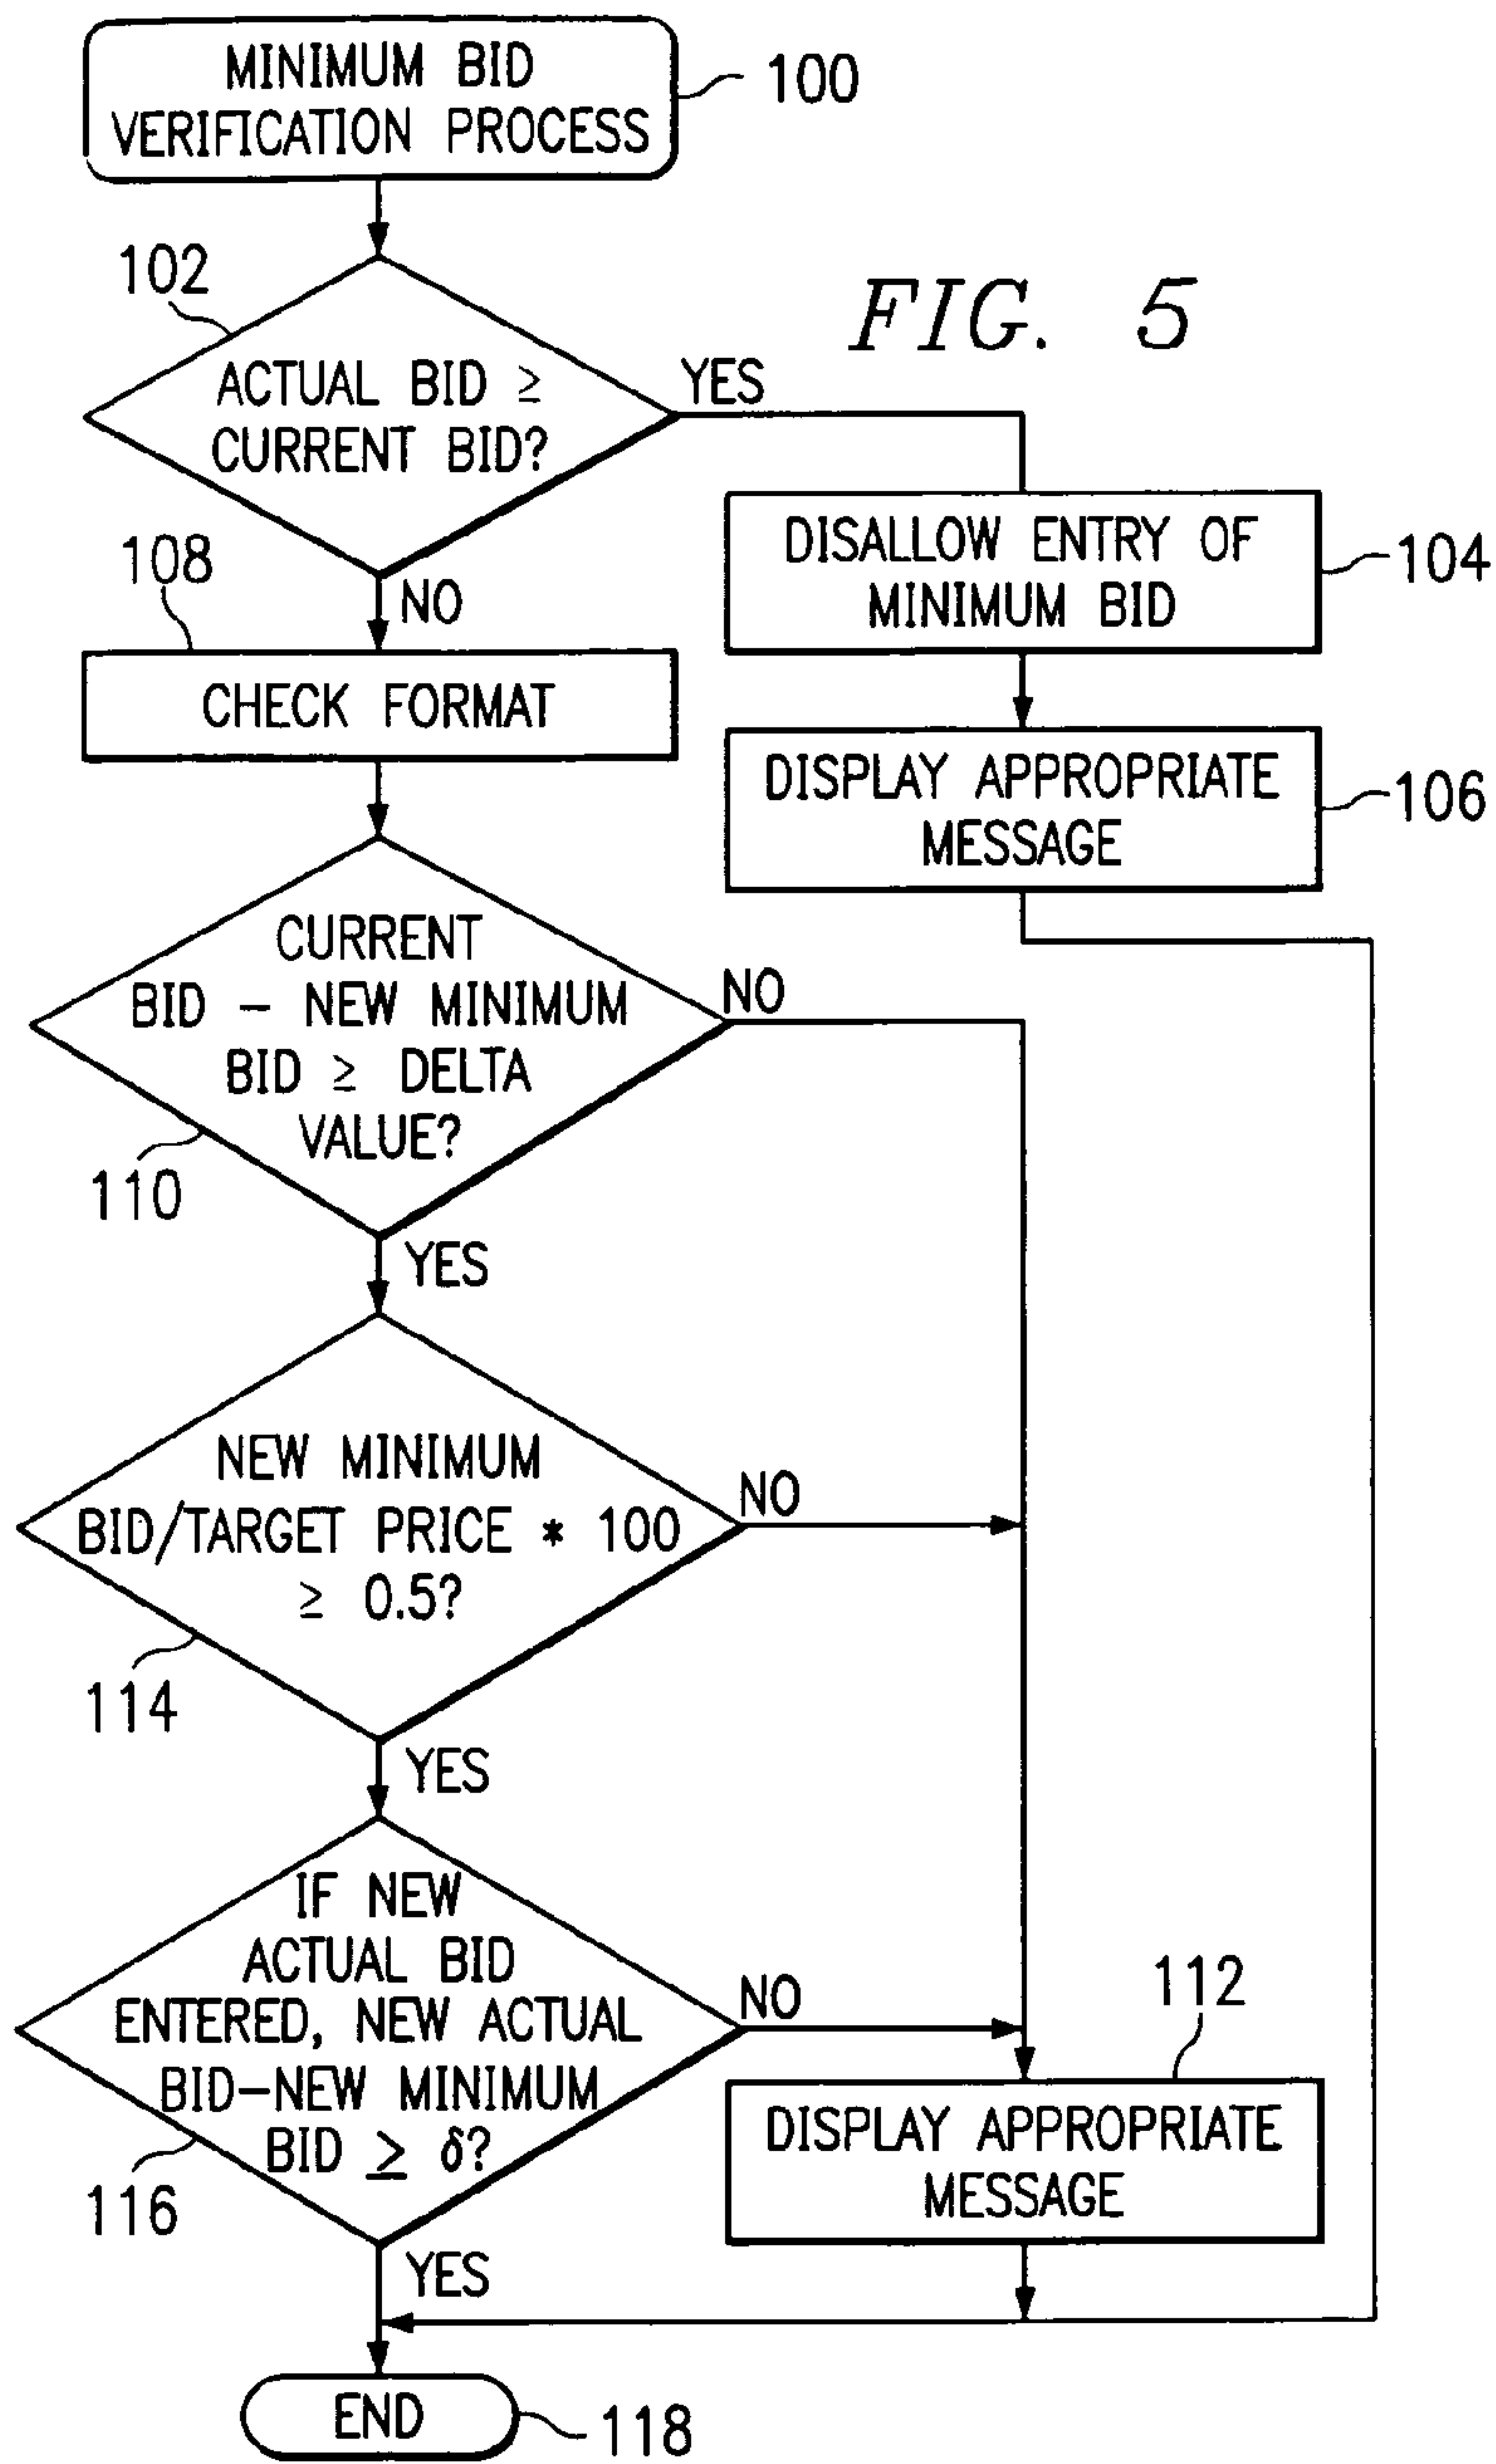 MINIMUM BID
VERIFICATION PROCESS
100
102
FIG. 5
ACTUAL BID ≥
CURRENT BID?
YES
NO
DISALLOW ENTRY OF
MINIMUM BID
104
108
CHECK FORMAT
DISPLAY APPROPRIATE
MESSAGE
106
CURRENT
BID - NEW MINIMUM
BID ≥ DELTA
VALUE?
NO
110
YES
NEW MINIMUM
BID/TARGET PRICE * 100
≥ 0.5?
NO
114
YES
IF NEW
ACTUAL BID
ENTERED, NEW ACTUAL
BID-NEW MINIMUM
BID ≥ δ?
NO
116
YES
112
DISPLAY APPROPRIATE
MESSAGE
END
118